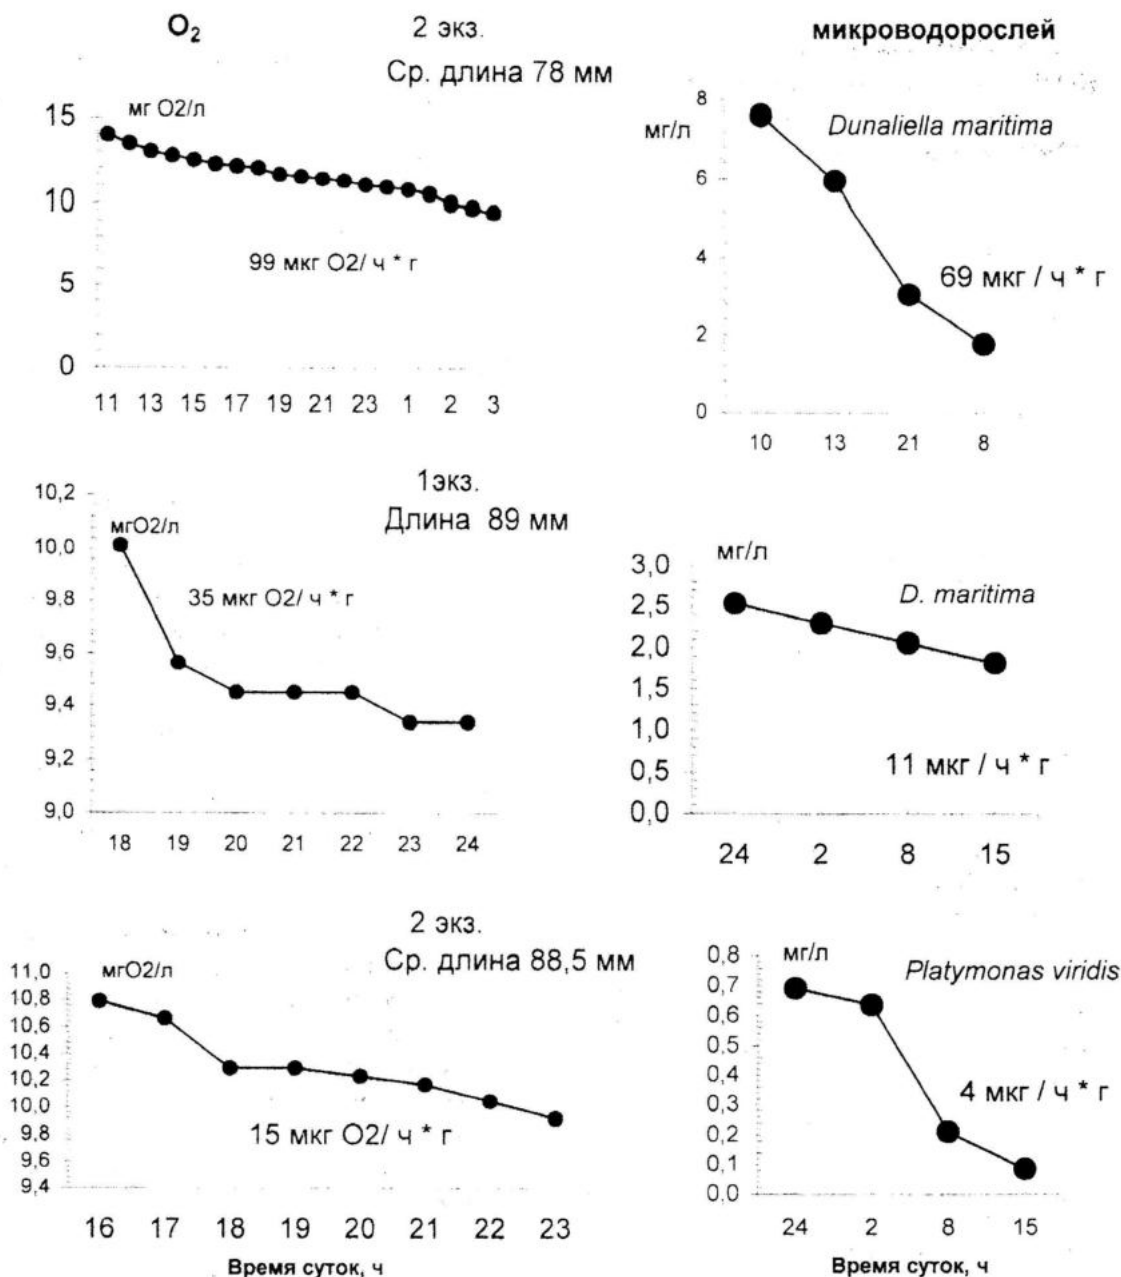 O2
2 экз.
Ср. длина 78 мм
мг O2/л
15
10
5
0
99 мкг O2/ ч * г
11 13 15 17 19 21 23 1 2 3
микроводорослей
8
мг/л
6
4
2
0
Dunaliella maritima
69 мкг / ч * г
10 13 21 8
1экз.
Длина 89 мм
мгO2/л
10,2
10,0
9,8
9,6
9,4
9,2
9,0
35 мкг O2/ ч * г
18 19 20 21 22 23 24
мг/л
3,0
2,5
2,0
1,5
1,0
0,5
0,0
D. maritima
11 мкг / ч * г
24 2 8 15
2 экз.
Ср. длина 88,5 мм
мгO2/л
11,0
10,8
10,6
10,4
10,2
10,0
9,8
9,6
9,4
15 мкг O2/ ч * г
16 17 18 19 20 21 22 23
Время суток, ч
мг/л
0,8
0,7
0,6
0,5
0,4
0,3
0,2
0,1
0,0
Platymonas viridis
4 мкг / ч * г
24 2 8 15
Время суток, ч